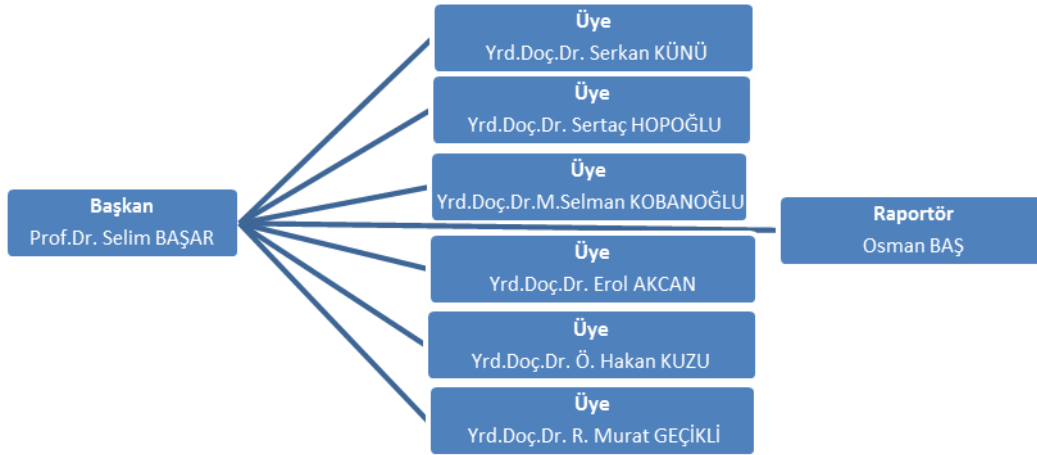 Başkan
Prof.Dr. Selim BAŞAR
Üye
Yrd.Doç.Dr. Serkan KÜNÜ
Üye
Yrd.Doç.Dr. Sertaç HOPOĞLU
Üye
Yrd.Doç.Dr.M.Selman KOBANOĞLU
Üye
Yrd.Doç.Dr. Erol AKCAN
Üye
Yrd.Doç.Dr. Ö. Hakan KUZU
Üye
Yrd.Doç.Dr. R. Murat GEÇİKLİ
Raportör
Osman BAŞ